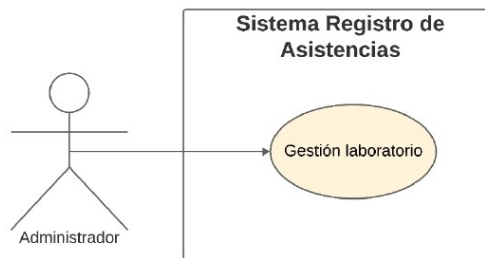 Sistema Registro de
Asistencias
Gestión laboratorio
Administrador